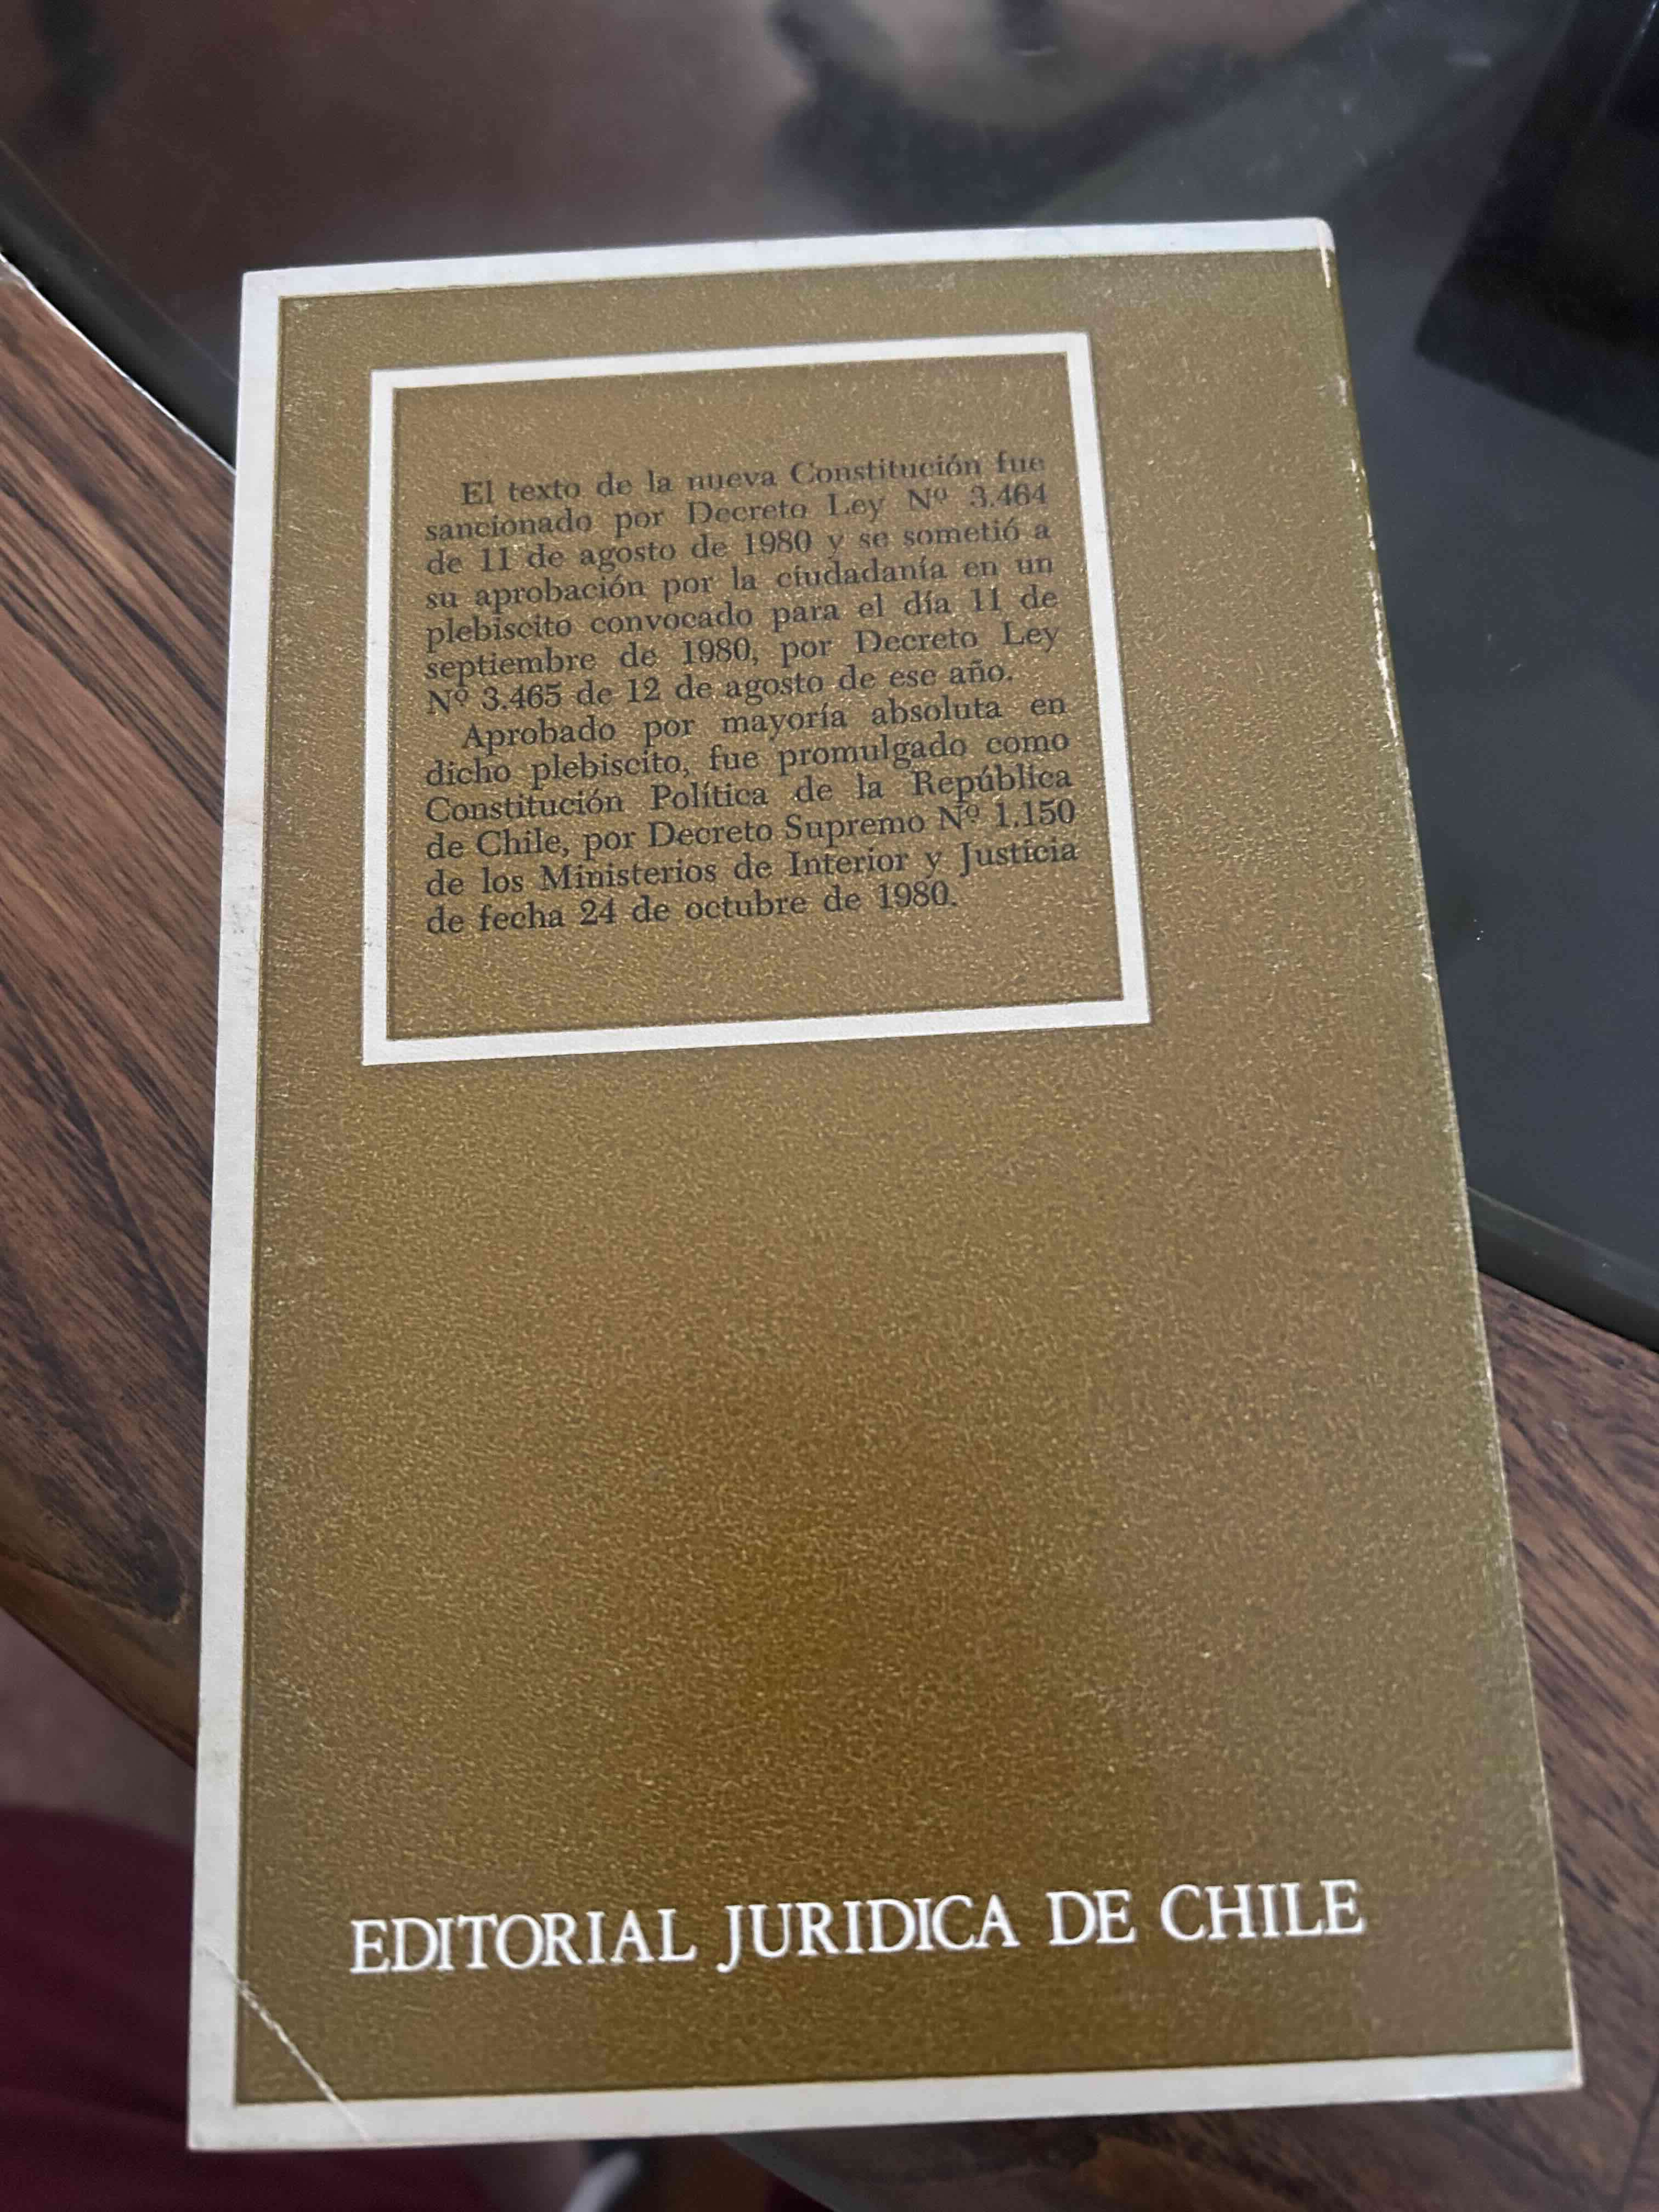 El texto de la nueva Constitución fue
sancionado por Decreto Ley Nº 3.464
de 11 de agosto de 1980 y se sometió a
su aprobación por la ciudadanía en un
plebiscito convocado para el día 11 de
septiembre de 1980, por Decreto Ley
Nº 3.465 de 12 de agosto de ese año.
Aprobado por mayoría absoluta en
dicho plebiscito, fue promulgado como
Constitución Política de la República
de Chile, por Decreto Supremo Nº 1.150
de los Ministerios de Interior y Justicia
de fecha 24 de octubre de 1980.
EDITORIAL JURIDICA DE CHILE